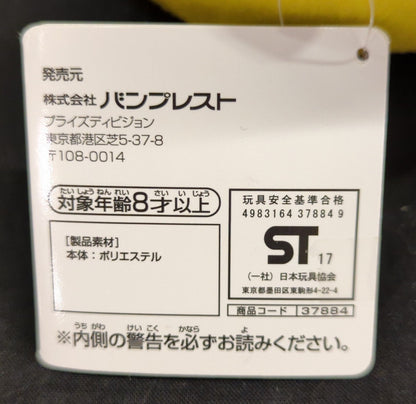 発売元
株式会社 バンプレスト
プライズディビジョン
東京都港区芝5-37-8
〒108-0014
たいしょうねんれい さい いじょう
対象年齢8才以上
[製品素材]
本体：ポリエステル
玩具安全基準合格
4983164 37884 9
ST 17
(一社) 日本玩具協会
東京都墨田区東駒形4-22-4
商品コード 37884
うちがわ けいこく かなら よ
※内側の警告を必ずお読みください。